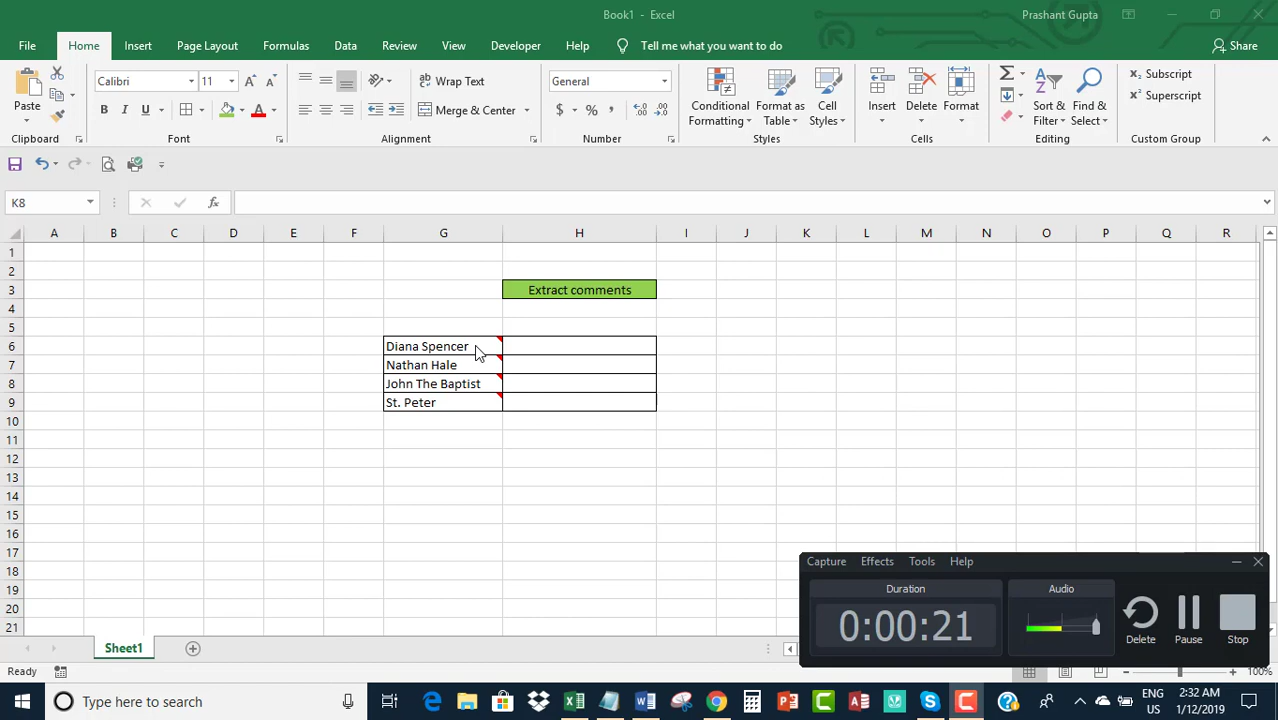 Book1 - Excel
Prashant Gupta
File Home Insert Page Layout Formulas Data Review View Developer Help Tell me what you want to do Share
Calibri 11 Wrap Text General Subscript
Paste B I U Merge & Center $ % , Conditional Formatting Format as Table Cell Styles Insert Delete Format Sort & Filter Find & Select Superscript
Clipboard Font Alignment Number Styles Cells Editing Custom Group
K8 fx
A B C D E F G H I J K L M N O P Q R
1
2
3 Extract comments
4
5
6 Diana Spencer
7 Nathan Hale
8 John The Baptist
9 St. Peter
10
11
12
13
14
15
16
17
18
19
20
21
Capture Effects Tools Help
Duration Audio
0:00:21
Delete Pause Stop
Sheet1
Ready 100%
Type here to search
ENG 2:32 AM
US 1/12/2019